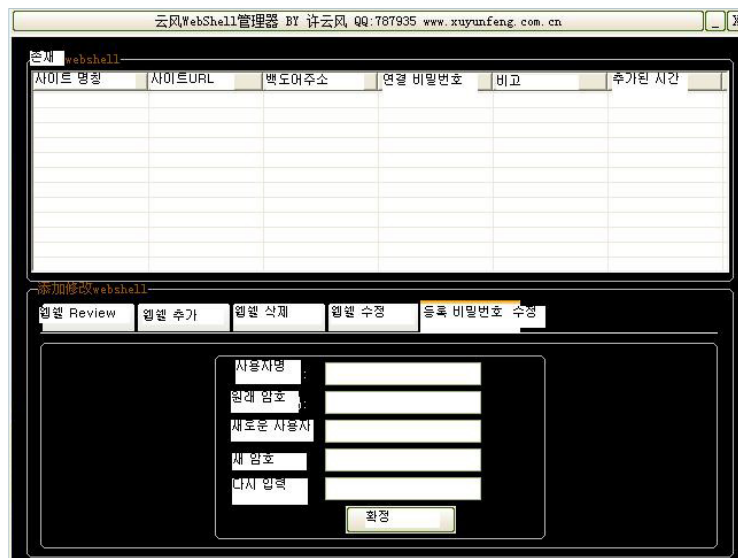 云风WebShell管理器 BY 许云风 QQ:787935 www.xuyunfeng.com.cn
존재 webshell
사이트 명칭 사이트URL 백도어주소 연결 비밀번호 비고 추가된 시간
添加修改webshell
웹쉘 Review 웹쉘 추가 웹쉘 삭제 웹쉘 수정 등록 비밀번호 수정
사용자명 :
원래 암호 :
새로운 사용자
새 암호
다시 입력
확정